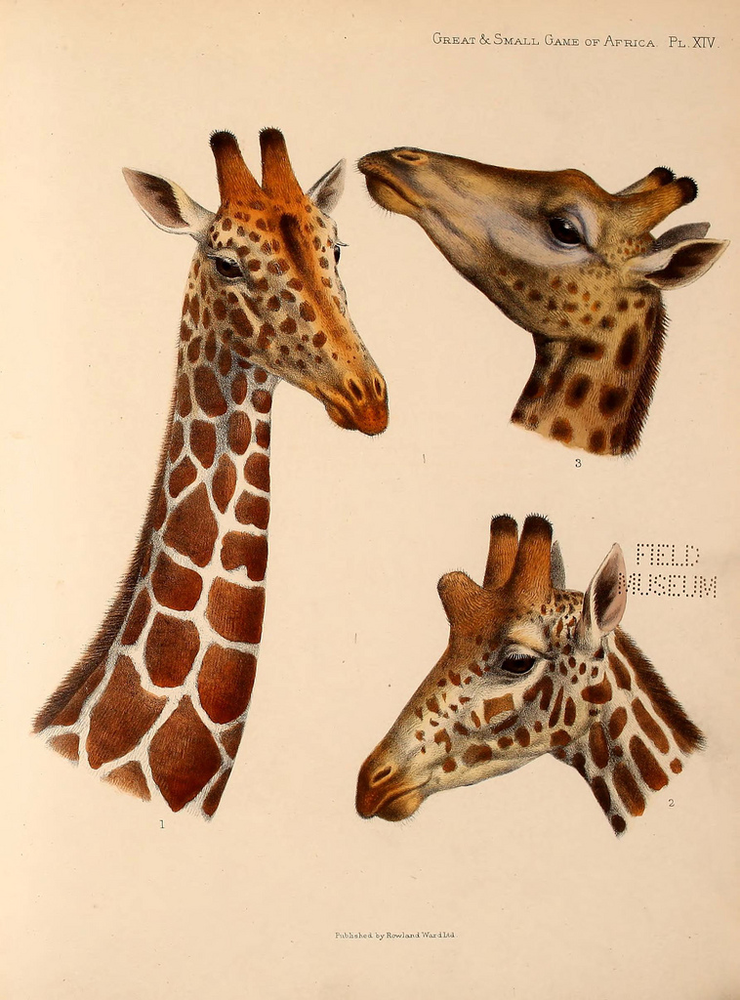 GREAT & SMALL GAME OF AFRICA. PL. XIV.
3
FIELD
MUSEUM
2
1
Published by Rowland Ward Ltd.